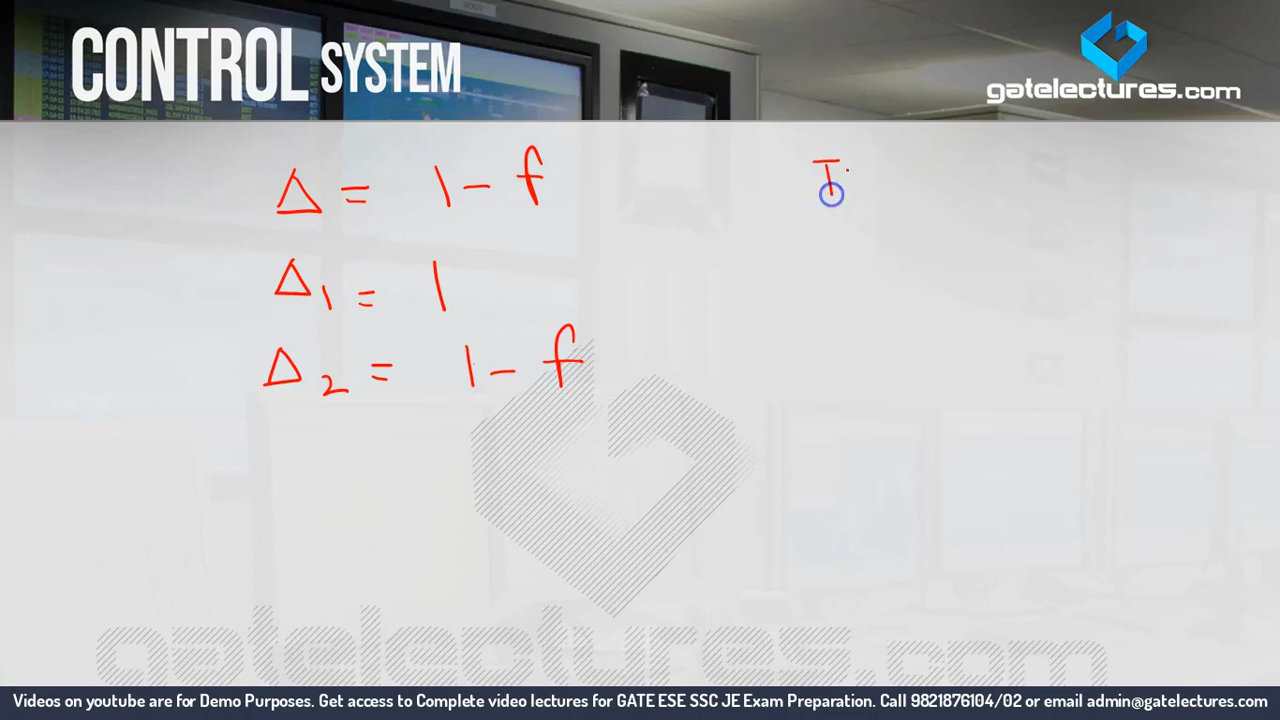 CONTROL SYSTEM
gatelectures.com
Δ = 1 - f
T
Δ1 = 1
Δ2 = 1 - f
gatelectures.com
Videos on youtube are for Demo Purposes. Get access to Complete video lectures for GATE ESE SSC JE Exam Preparation. Call 9821876104/02 or email admin@gatelectures.com